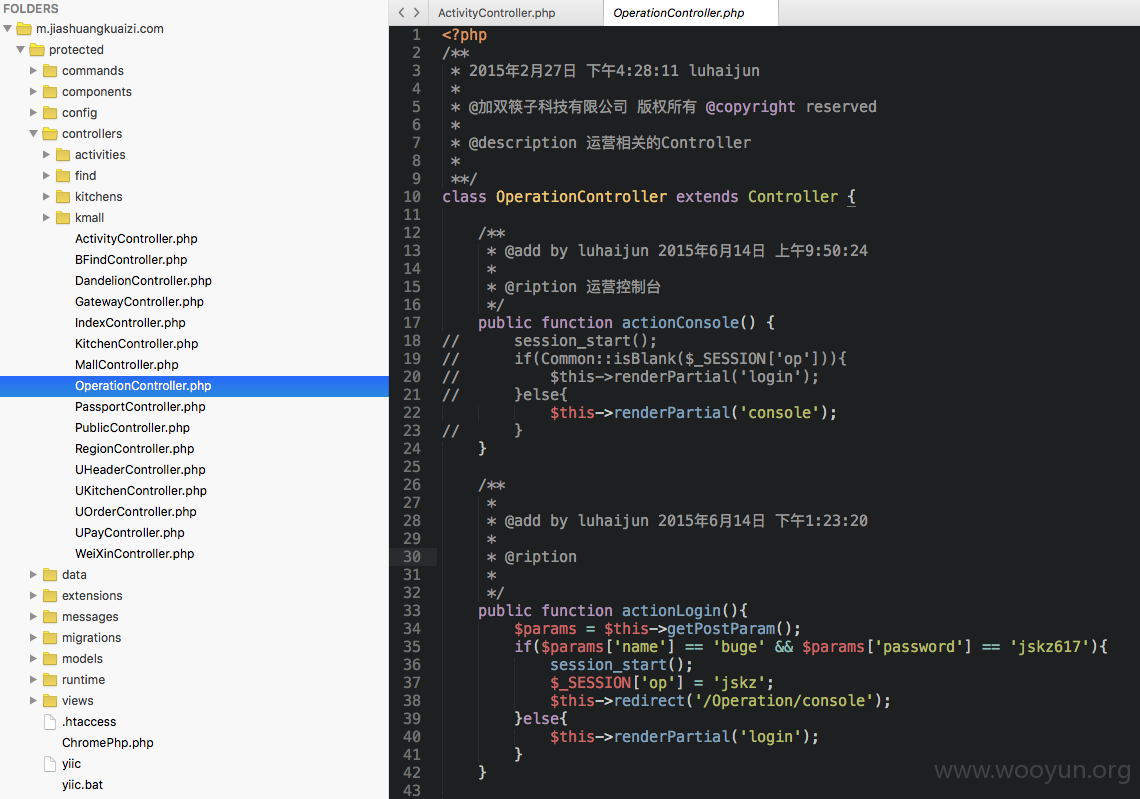 FOLDERS
m.jiashuangkuaizi.com
protected
commands
components
config
controllers
activities
find
kitchens
kmall
ActivityController.php
BFindController.php
DandelionController.php
GatewayController.php
IndexController.php
KitchenController.php
MallController.php
OperationController.php
PassportController.php
PublicController.php
RegionController.php
UHeaderController.php
UKitchenController.php
UOrderController.php
UPayController.php
WeiXinController.php
data
extensions
messages
migrations
models
runtime
views
.htaccess
ChromePhp.php
yiic
yiic.bat
ActivityController.php
OperationController.php
1 <?php
2 /**
3  * 2015年2月27日 下午4:28:11 luhaijun
4  *
5  * @加双筷子科技有限公司 版权所有 @copyright reserved
6  *
7  * @description 运营相关的Controller
8  *
9  **/
10 class OperationController extends Controller {
11
12     /**
13      * @add by luhaijun 2015年6月14日 上午9:50:24
14      *
15      * @ription 运营控制台
16      */
17     public function actionConsole() {
18 //      session_start();
19 //      if(Common::isBlank($_SESSION['op'])){
20 //          $this->renderPartial('login');
21 //      }else{
22             $this->renderPartial('console');
23 //      }
24     }
25
26     /**
27      *
28      * @add by luhaijun 2015年6月14日 下午1:23:20
29      *
30      * @ription
31      *
32      */
33     public function actionLogin(){
34         $params = $this->getPostParam();
35         if($params['name'] == 'buge' && $params['password'] == 'jskz617'){
36             session_start();
37             $_SESSION['op'] = 'jskz';
38             $this->redirect('/Operation/console');
39         }else{
40             $this->renderPartial('login');
41         }
42     }
43
www.wooyun.org